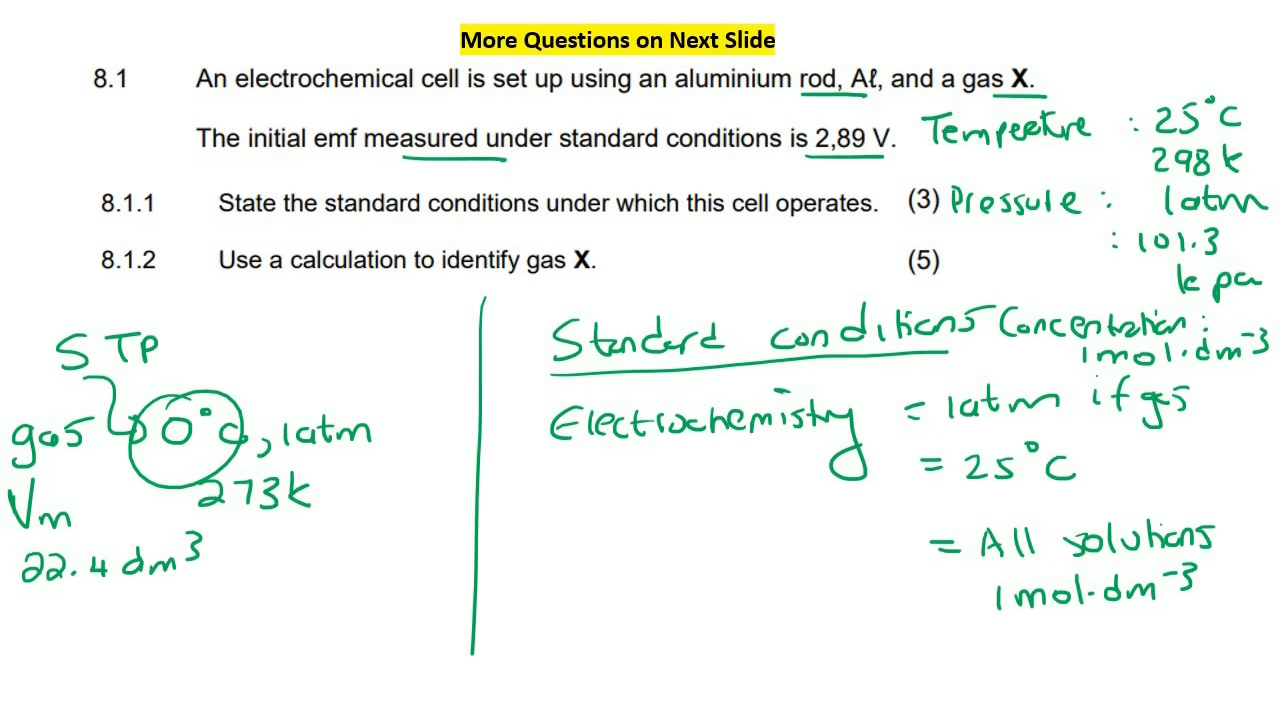 More Questions on Next Slide
8.1 An electrochemical cell is set up using an aluminium rod, Aℓ, and a gas X.
The initial emf measured under standard conditions is 2,89 V.
8.1.1 State the standard conditions under which this cell operates. (3)
8.1.2 Use a calculation to identify gas X. (5)
Tempeeture : 25°C
298 k
Pressule : 1atm
: 101.3
k pa
Concentration :
1mol.dm-3
STP
gas 0°c, 1atm
273k
Vm
22.4 dm3
Standard conditions
Electrochemistry = 1atm if gas
= 25°C
= All solutions
1mol.dm-3